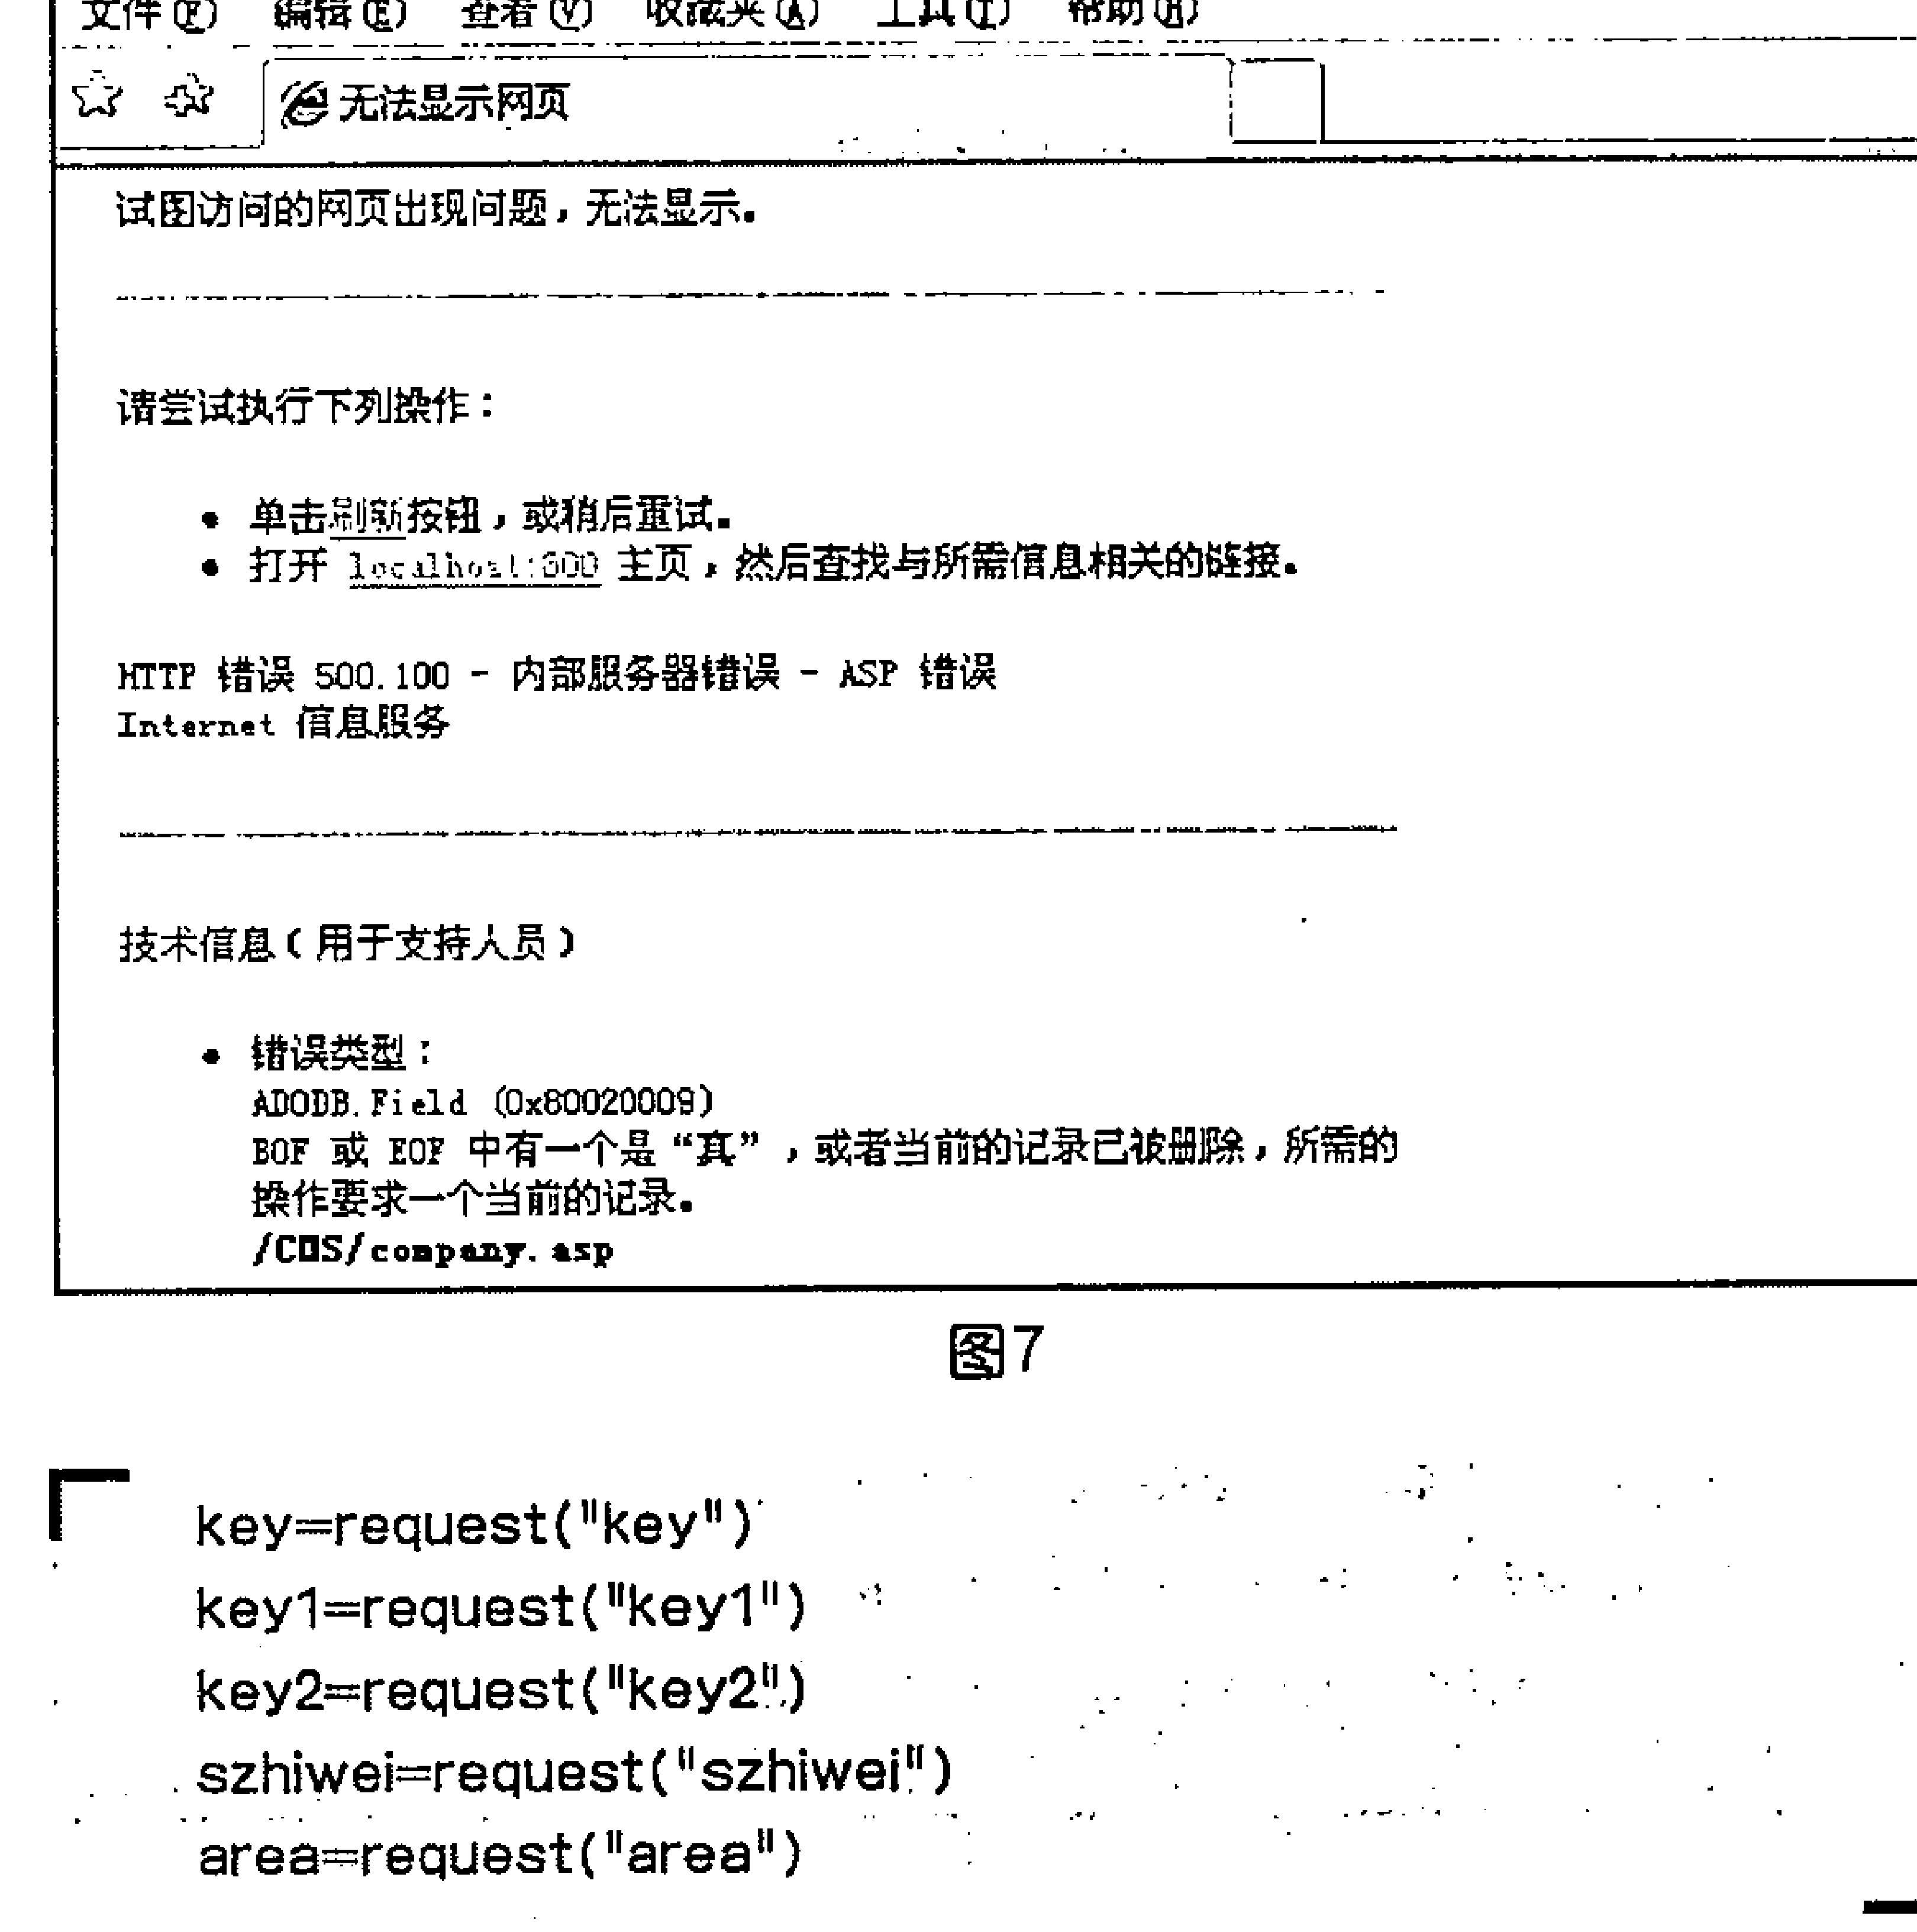 文件(F) 编辑(E) 查看(V) 收藏夹(A) 工具(T) 帮助(H)
无法显示网页
试图访问的网页出现问题，无法显示。
请尝试执行下列操作：
● 单击刷新按钮，或稍后重试。
● 打开 localhost:600 主页，然后查找与所需信息相关的链接。
HTTP 错误 500.100 - 内部服务器错误 - ASP 错误
Internet 信息服务
技术信息（用于支持人员）
● 错误类型：
ADODB.Field (0x80020009)
BOF 或 EOF 中有一个是“真”，或者当前的记录已被删除，所需的
操作要求一个当前的记录。
/CMS/company.asp
图7
key=request("key")
key1=request("key1")
key2=request("key2")
szhiwei=request("szhiwei")
area=request("area")